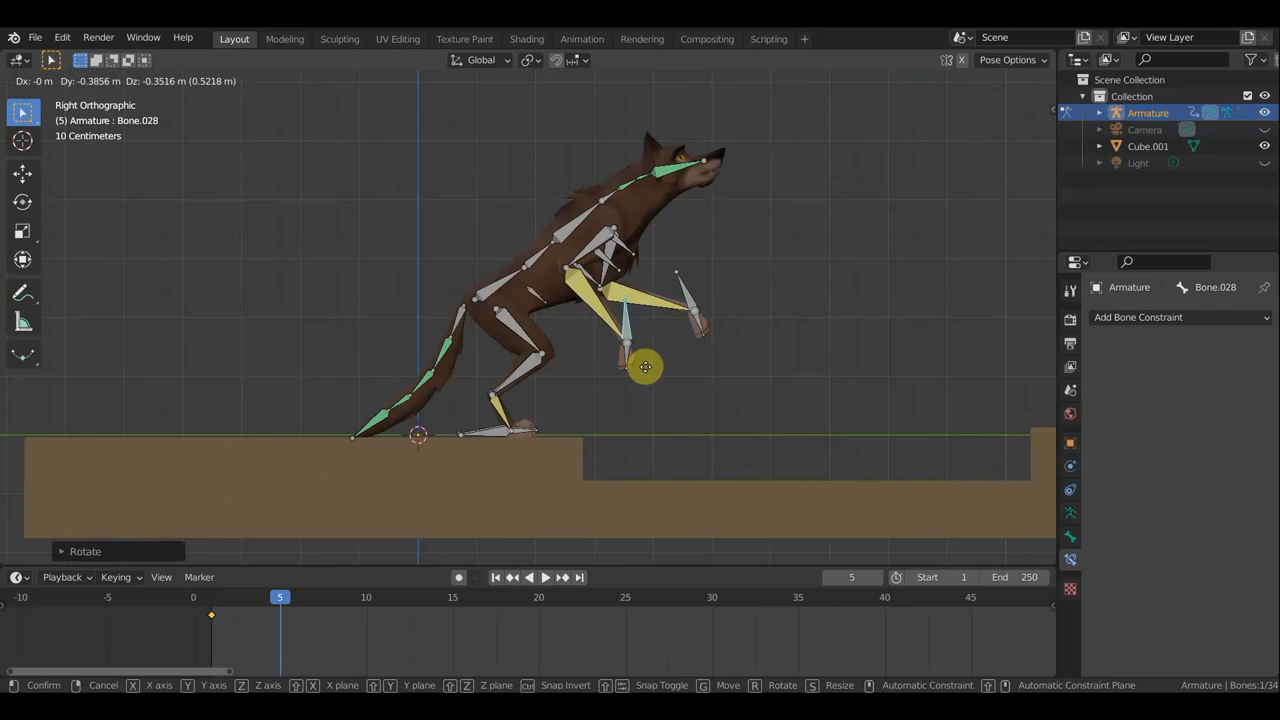 File Edit Render Window Help Layout Modeling Sculpting UV Editing Texture Paint Shading Animation Rendering Compositing Scripting + Scene View Layer
Global X Pose Options
Dx: -0 m Dy: -0.3856 m Dz: -0.3516 m (0.5218 m)
Right Orthographic
(5) Armature : Bone.028
10 Centimeters
Scene Collection
Collection
Armature
Camera
Cube.001
Light
Armature Bone.028
Add Bone Constraint
Rotate
Playback Keying View Marker 5 Start 1 End 250
-10 -5 0 5 10 15 20 25 30 35 40 45
Confirm Cancel X X axis Y Y axis Z Z axis X X plane Y Y plane Z Z plane Ctrl Snap Invert Snap Toggle G Move R Rotate S Resize Automatic Constraint Automatic Constraint Plane Armature | Bones:1/34